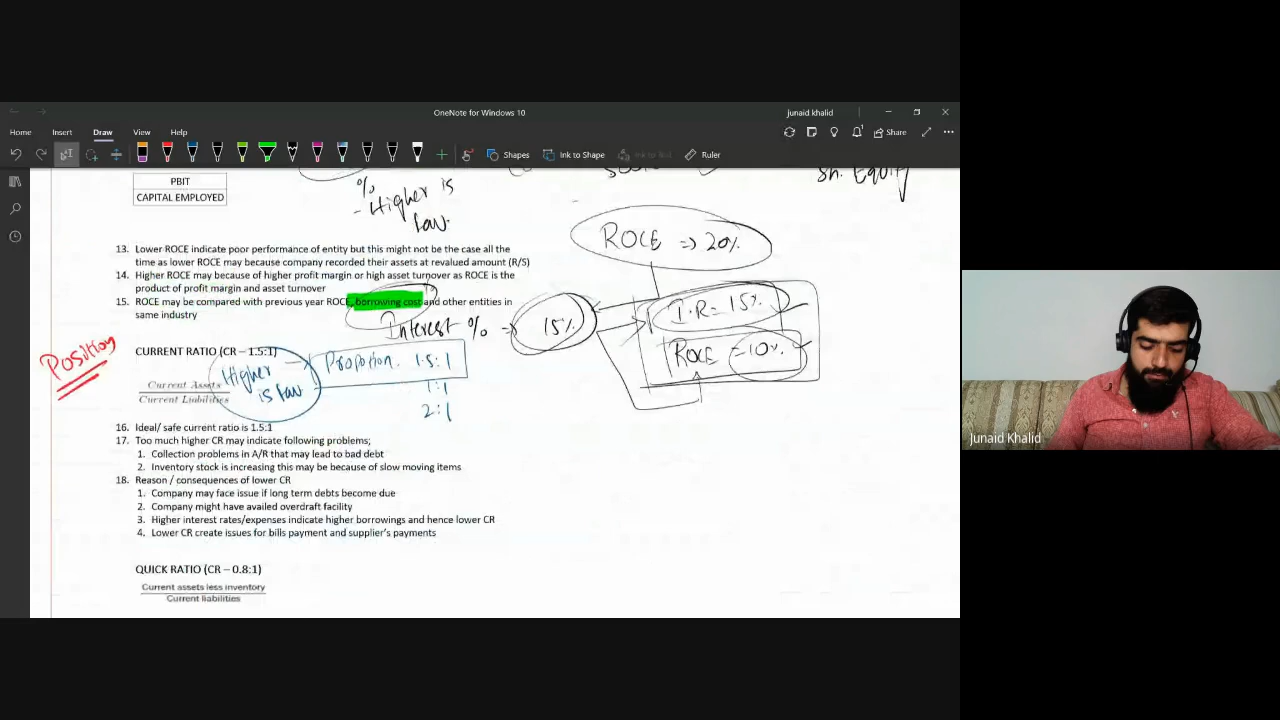 OneNote for Windows 10
junaid khalid
Home Insert Draw View Help
Shapes Ink to Shape Ink to Text Ruler Share
PBIT
CAPITAL EMPLOYED
%
- Higher is
fav.
sh. Equity
13. Lower ROCE indicate poor performance of entity but this might not be the case all the
time as lower ROCE may because company recorded their assets at revalued amount (R/S)
14. Higher ROCE may because of higher profit margin or high asset turnover as ROCE is the
product of profit margin and asset turnover
15. ROCE may be compared with previous year ROCE, borrowing cost and other entities in
same industry
Interest % => 15%
ROCE => 20%
I.R = 15%
ROCE = 10%
Position
CURRENT RATIO (CR – 1.5:1)
Current Assets
Current Liabilities
Higher
is fav
Propotion 1.5:1
1:1
2:1
16. Ideal/ safe current ratio is 1.5:1
17. Too much higher CR may indicate following problems;
1. Collection problems in A/R that may lead to bad debt
2. Inventory stock is increasing this may be because of slow moving items
18. Reason / consequences of lower CR
1. Company may face issue if long term debts become due
2. Company might have availed overdraft facility
3. Higher interest rates/expenses indicate higher borrowings and hence lower CR
4. Lower CR create issues for bills payment and supplier's payments
QUICK RATIO (CR – 0.8:1)
Current assets less inventory
Current liabilities
Junaid Khalid